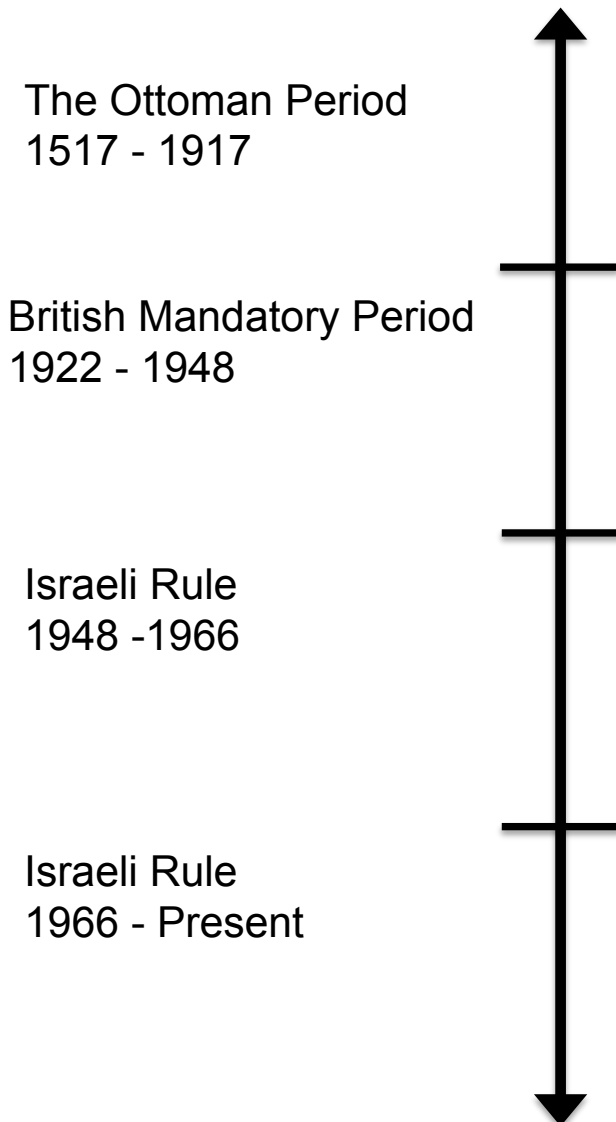 The Ottoman Period
1517 - 1917
British Mandatory Period
1922 - 1948
Israeli Rule
1948 -1966
Israeli Rule
1966 - Present